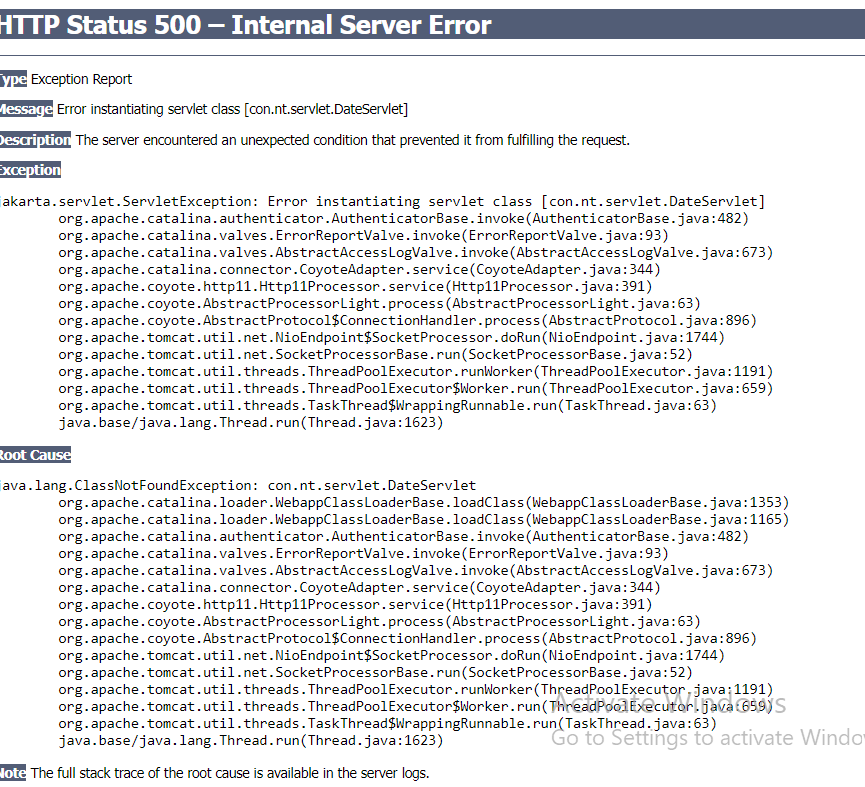 HTTP Status 500 – Internal Server Error
Type Exception Report
Message Error instantiating servlet class [con.nt.servlet.DateServlet]
Description The server encountered an unexpected condition that prevented it from fulfilling the request.
Exception
jakarta.servlet.ServletException: Error instantiating servlet class [con.nt.servlet.DateServlet]
org.apache.catalina.authenticator.AuthenticatorBase.invoke(AuthenticatorBase.java:482)
org.apache.catalina.valves.ErrorReportValve.invoke(ErrorReportValve.java:93)
org.apache.catalina.valves.AbstractAccessLogValve.invoke(AbstractAccessLogValve.java:673)
org.apache.catalina.connector.CoyoteAdapter.service(CoyoteAdapter.java:344)
org.apache.coyote.http11.Http11Processor.service(Http11Processor.java:391)
org.apache.coyote.AbstractProcessorLight.process(AbstractProcessorLight.java:63)
org.apache.coyote.AbstractProtocol$ConnectionHandler.process(AbstractProtocol.java:896)
org.apache.tomcat.util.net.NioEndpoint$SocketProcessor.doRun(NioEndpoint.java:1744)
org.apache.tomcat.util.net.SocketProcessorBase.run(SocketProcessorBase.java:52)
org.apache.tomcat.util.threads.ThreadPoolExecutor.runWorker(ThreadPoolExecutor.java:1191)
org.apache.tomcat.util.threads.ThreadPoolExecutor$Worker.run(ThreadPoolExecutor.java:659)
org.apache.tomcat.util.threads.TaskThread$WrappingRunnable.run(TaskThread.java:63)
java.base/java.lang.Thread.run(Thread.java:1623)
Root Cause
java.lang.ClassNotFoundException: con.nt.servlet.DateServlet
org.apache.catalina.loader.WebappClassLoaderBase.loadClass(WebappClassLoaderBase.java:1353)
org.apache.catalina.loader.WebappClassLoaderBase.loadClass(WebappClassLoaderBase.java:1165)
org.apache.catalina.authenticator.AuthenticatorBase.invoke(AuthenticatorBase.java:482)
org.apache.catalina.valves.ErrorReportValve.invoke(ErrorReportValve.java:93)
org.apache.catalina.valves.AbstractAccessLogValve.invoke(AbstractAccessLogValve.java:673)
org.apache.catalina.connector.CoyoteAdapter.service(CoyoteAdapter.java:344)
org.apache.coyote.http11.Http11Processor.service(Http11Processor.java:391)
org.apache.coyote.AbstractProcessorLight.process(AbstractProcessorLight.java:63)
org.apache.coyote.AbstractProtocol$ConnectionHandler.process(AbstractProtocol.java:896)
org.apache.tomcat.util.net.NioEndpoint$SocketProcessor.doRun(NioEndpoint.java:1744)
org.apache.tomcat.util.net.SocketProcessorBase.run(SocketProcessorBase.java:52)
org.apache.tomcat.util.threads.ThreadPoolExecutor.runWorker(ThreadPoolExecutor.java:1191)
org.apache.tomcat.util.threads.ThreadPoolExecutor$Worker.run(ThreadPoolExecutor.java:659)
org.apache.tomcat.util.threads.TaskThread$WrappingRunnable.run(TaskThread.java:63)
java.base/java.lang.Thread.run(Thread.java:1623)
Activate Windows
Go to Settings to activate Windo
Note The full stack trace of the root cause is available in the server logs.